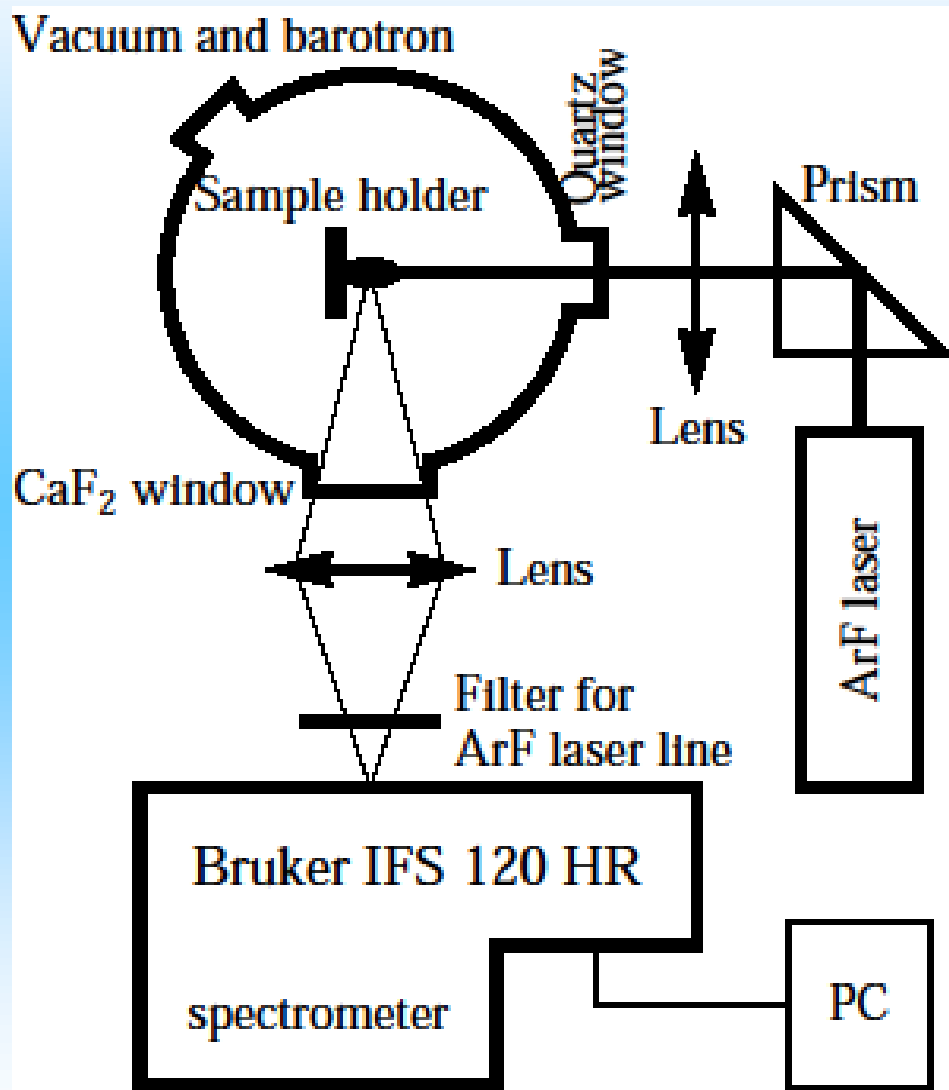 Vacuum and barotron
Quartz
window
Sample holder
Prism
Lens
CaF₂ window
Lens
ArF laser
Filter for
ArF laser line
Bruker IFS 120 HR
spectrometer
PC